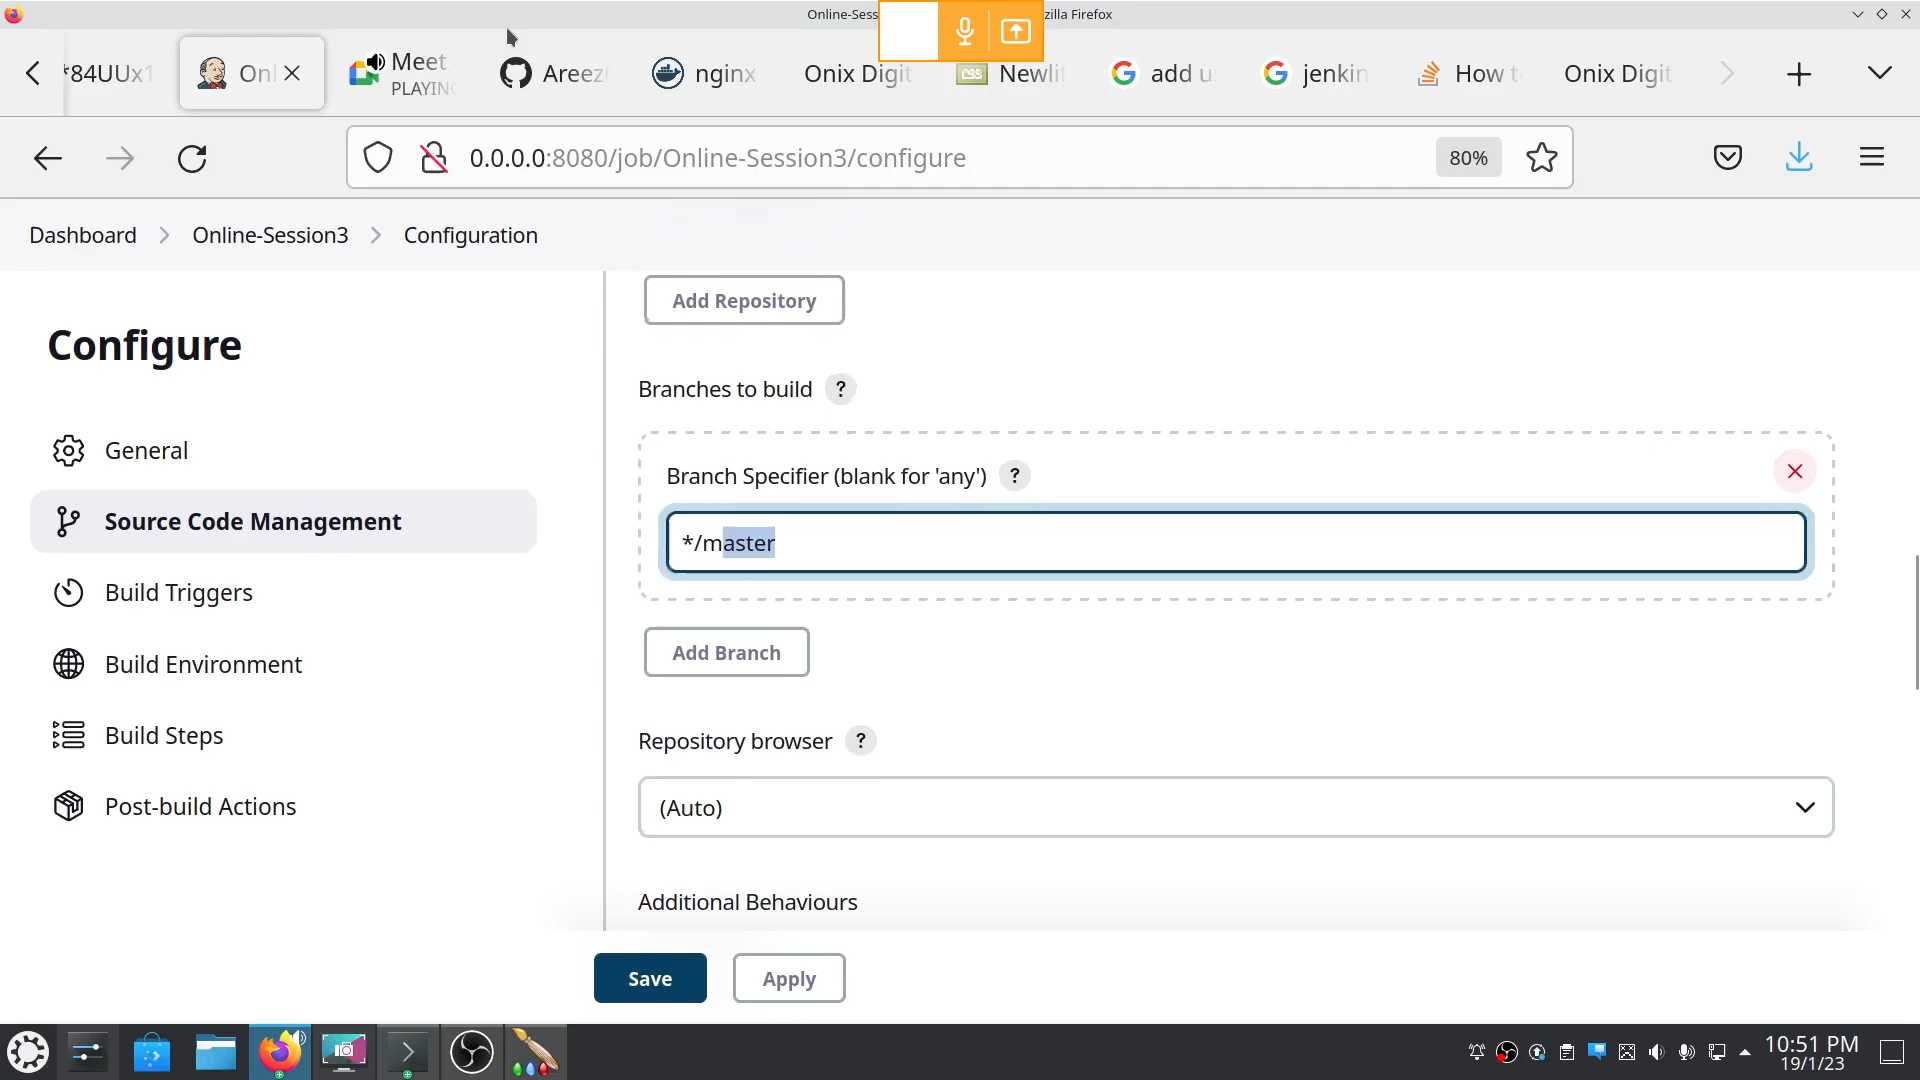 Online-Sess
zilla Firefox
*84UUx1
Onl
Meet
PLAYING
Areez
nginx
Onix Digit
CSS
Newli
add u
jenkin
How t
Onix Digit
0.0.0.0:8080/job/Online-Session3/configure
80%
Dashboard
Online-Session3
Configuration
Configure
General
Source Code Management
Build Triggers
Build Environment
Build Steps
Post-build Actions
Add Repository
Branches to build ?
Branch Specifier (blank for 'any') ?
*/master
Add Branch
Repository browser ?
(Auto)
Additional Behaviours
Save
Apply
10:51 PM
19/1/23